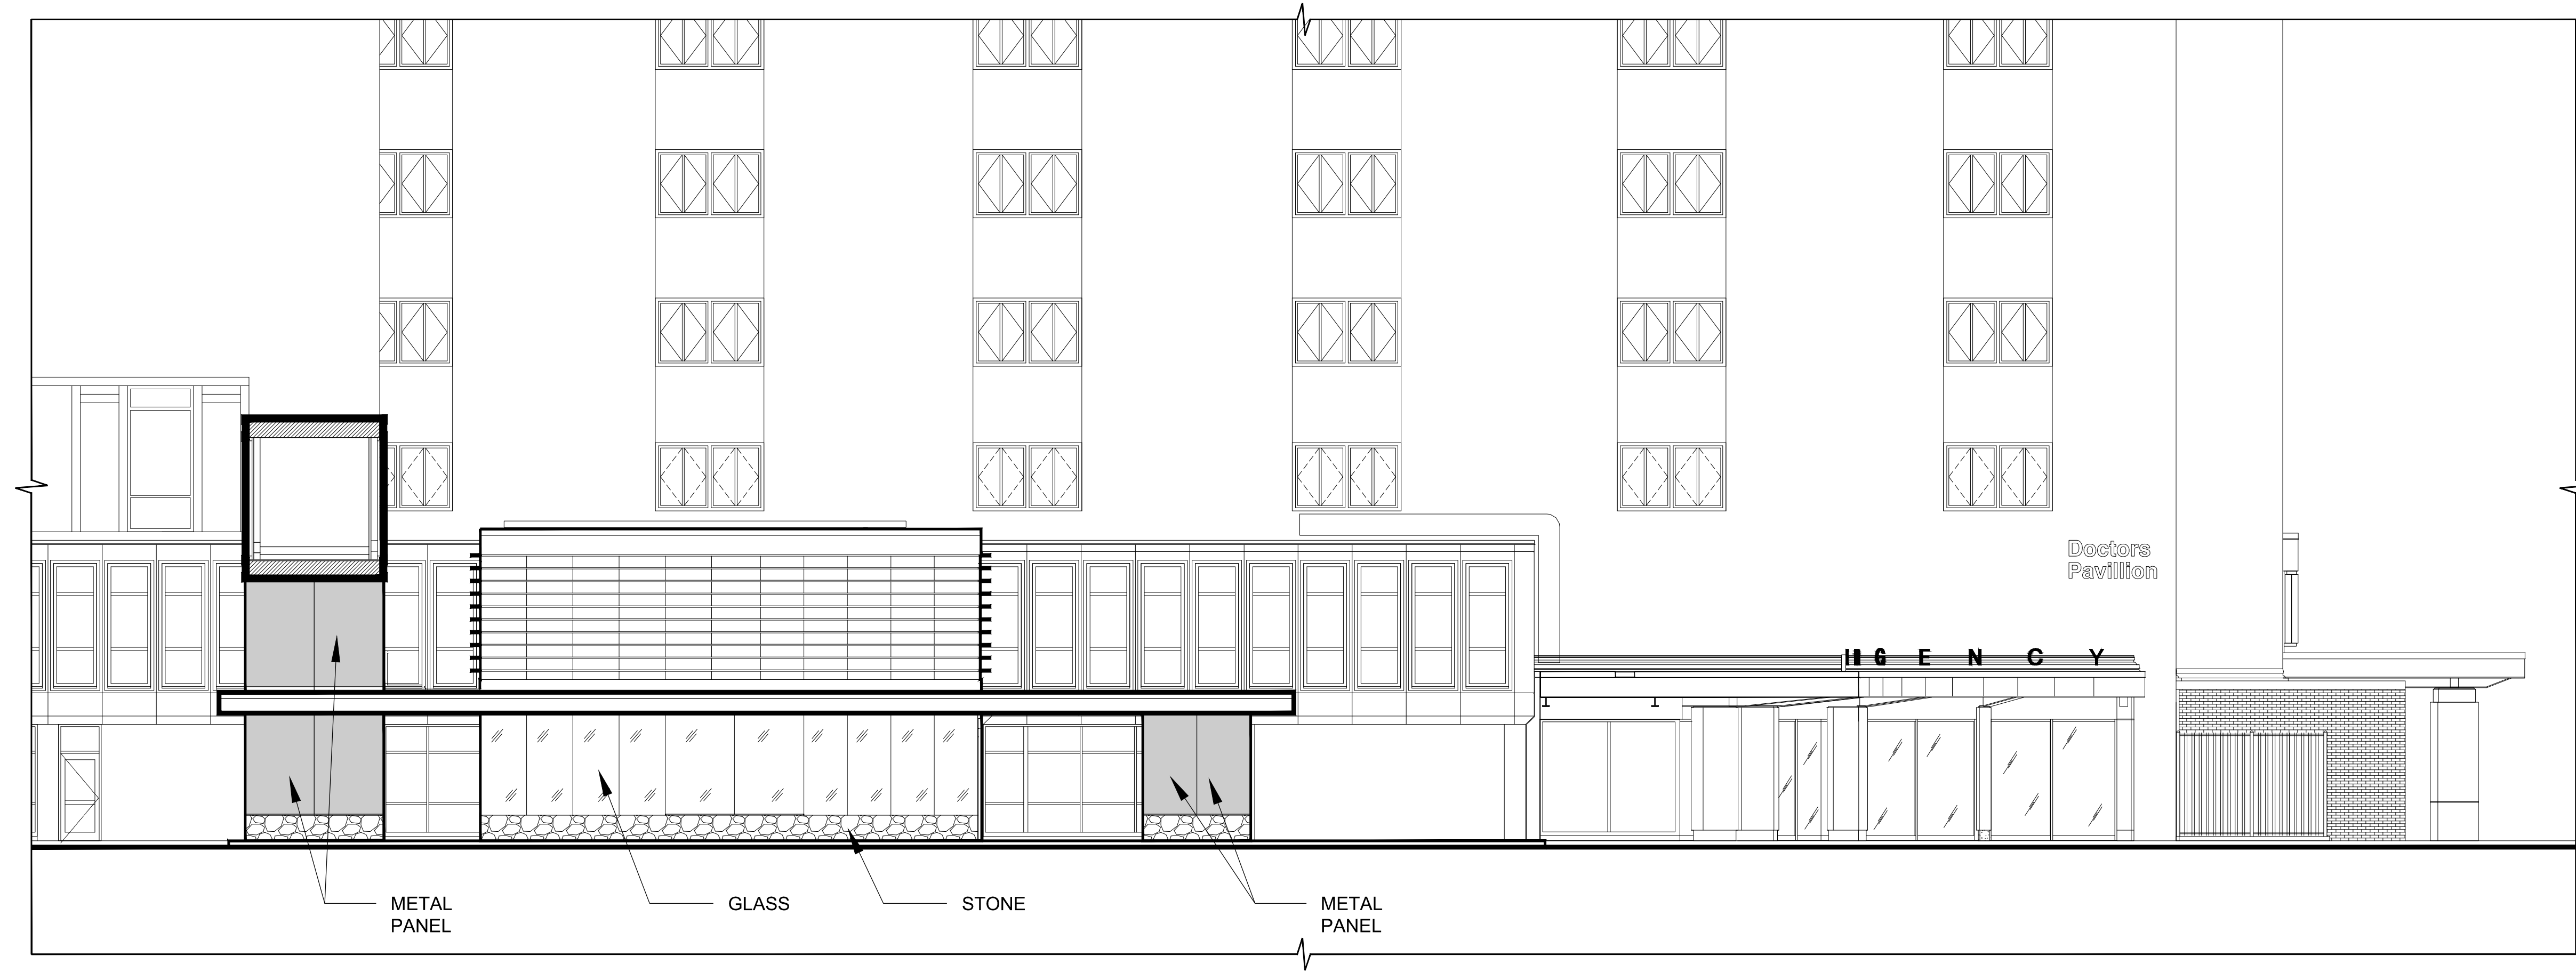 Doctors
Pavillion
G E N C Y
METAL
PANEL
GLASS
STONE
METAL
PANEL